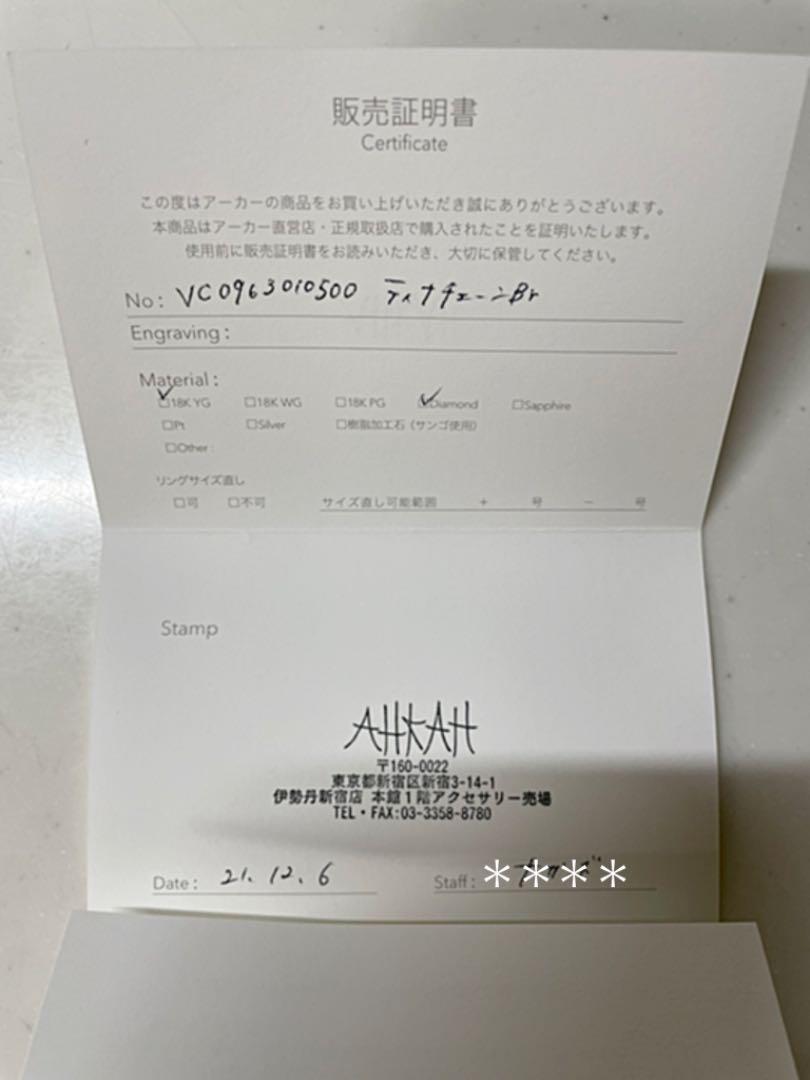 販売証明書
Certificate
この度はアーカーの商品をお買い上げいただき誠にありがとうございます。
本商品はアーカー直営店・正規取扱店で購入されたことを証明いたします。
使用前に販売証明書をお読みいただき、大切に保管してください。
No: VC0963010500 ティナチェーンBr
Engraving:
Material:
☑18K YG □18K WG □18K PG ☑Diamond □Sapphire
□Pt □Silver □樹脂加工石(サンゴ使用)
□Other:
リングサイズ直し
□可 □不可 サイズ直し可能範囲 + 号 − 号
Stamp
AHKAH
〒160-0022
東京都新宿区新宿3-14-1
伊勢丹新宿店 本館1階アクセサリー売場
TEL・FAX:03-3358-8780
Date: 21.12.6 Staff: ****